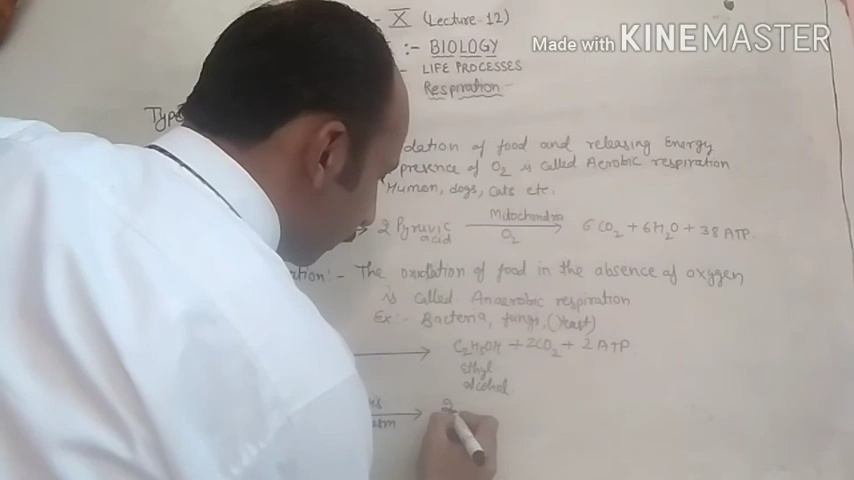 - X (Lecture-12)
Made with KINEMASTER
:- BIOLOGY
- LIFE PROCESSES
Respiration
Type
dation of food and releasing Energy
presence of O2 is called Aerobic respiration
Human, dogs, cats etc.
2 Pyruvic acid Mitochondria O2 6CO2 + 6H2O + 38 ATP
ration:- The oxidation of food in the absence of oxygen
is called Anaerobic respiration
Ex:- Bacteria, fungi, (Yeast)
C2H5OH + 2CO2 + 2 ATP
Ethyl
alcohol
2